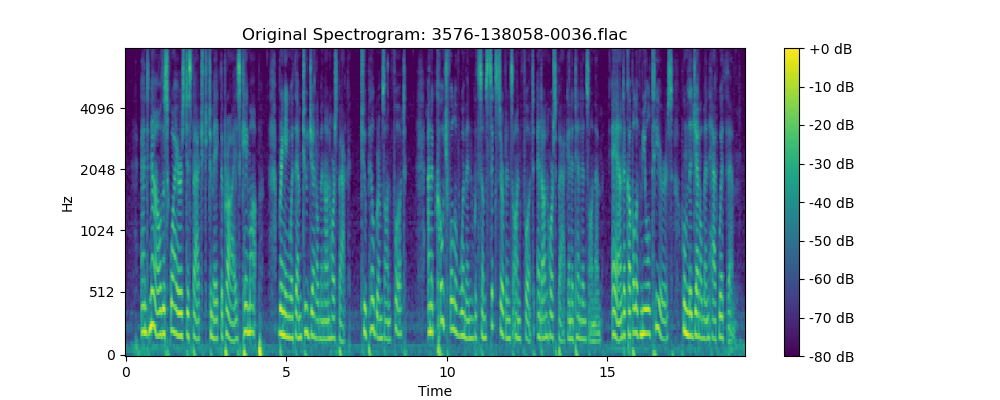 Original Spectrogram: 3576-138058-0036.flac
Hz
4096
2048
1024
512
0
0
5
10
15
Time
+0 dB
-10 dB
-20 dB
-30 dB
-40 dB
-50 dB
-60 dB
-70 dB
-80 dB